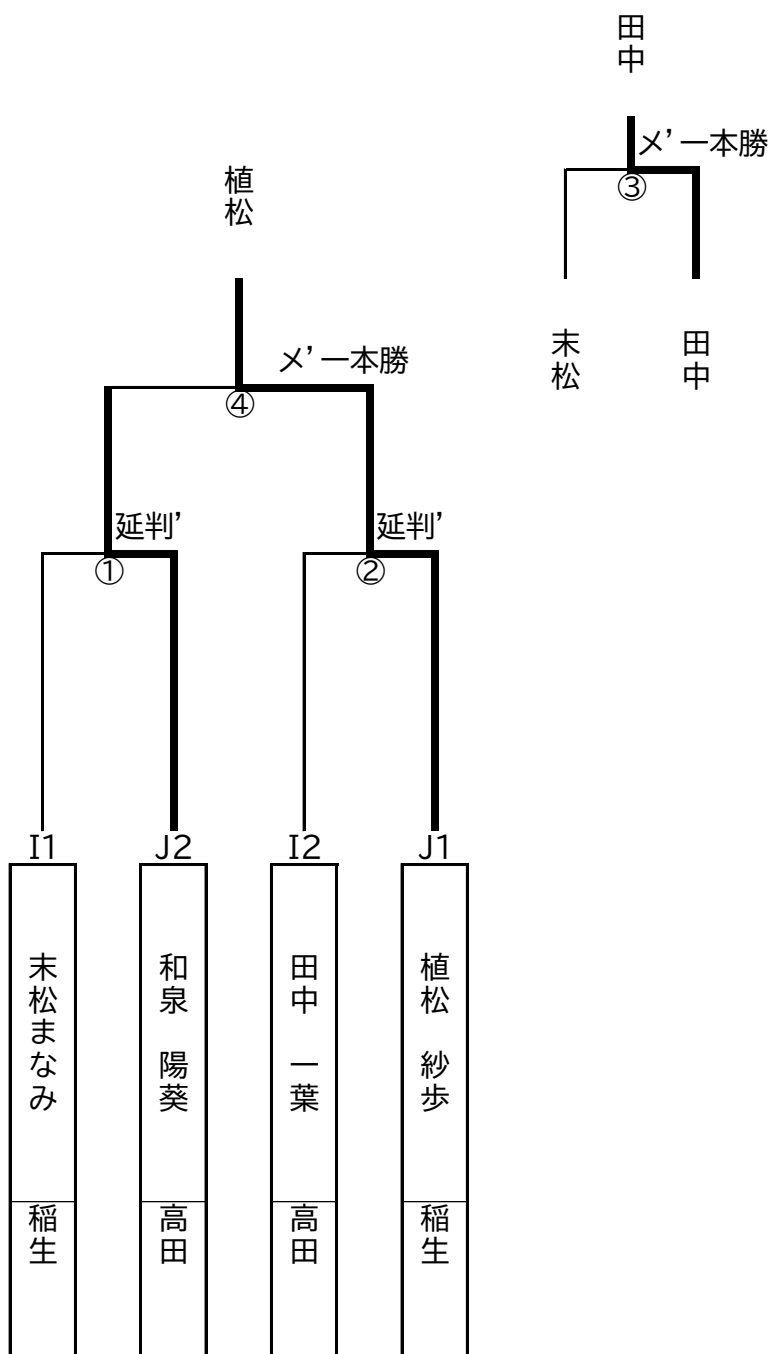 田中
メ’一本勝
③
植松
末松
田中
メ’一本勝
④
延判’
延判’
①
②
I1
J2
I2
J1
末松まなみ
和泉　陽葵
田中　一葉
植松　紗歩
稲生
高田
高田
稲生